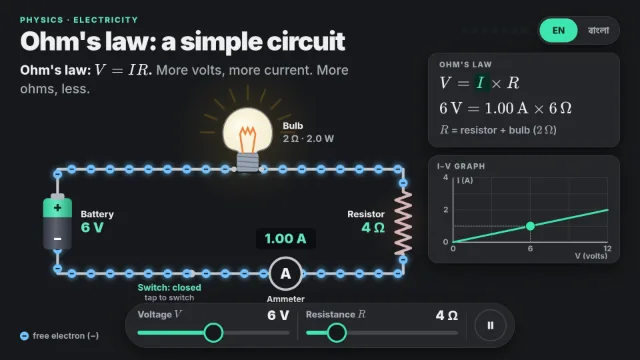 PHYSICS · ELECTRICITY
Ohm's law: a simple circuit
Ohm's law: V = IR. More volts, more current. More
ohms, less.
EN
বাংলা
OHM'S LAW
V = I × R
6 V = 1.00 A × 6 Ω
R = resistor + bulb (2 Ω)
Bulb
2 Ω · 2.0 W
I–V GRAPH
I (A)
4
2
0
0
6
12
V (volts)
+
−
Battery
6 V
Resistor
4 Ω
1.00 A
A
Ammeter
Switch: closed
tap to switch
Voltage V
6 V
Resistance R
4 Ω
free electron (−)